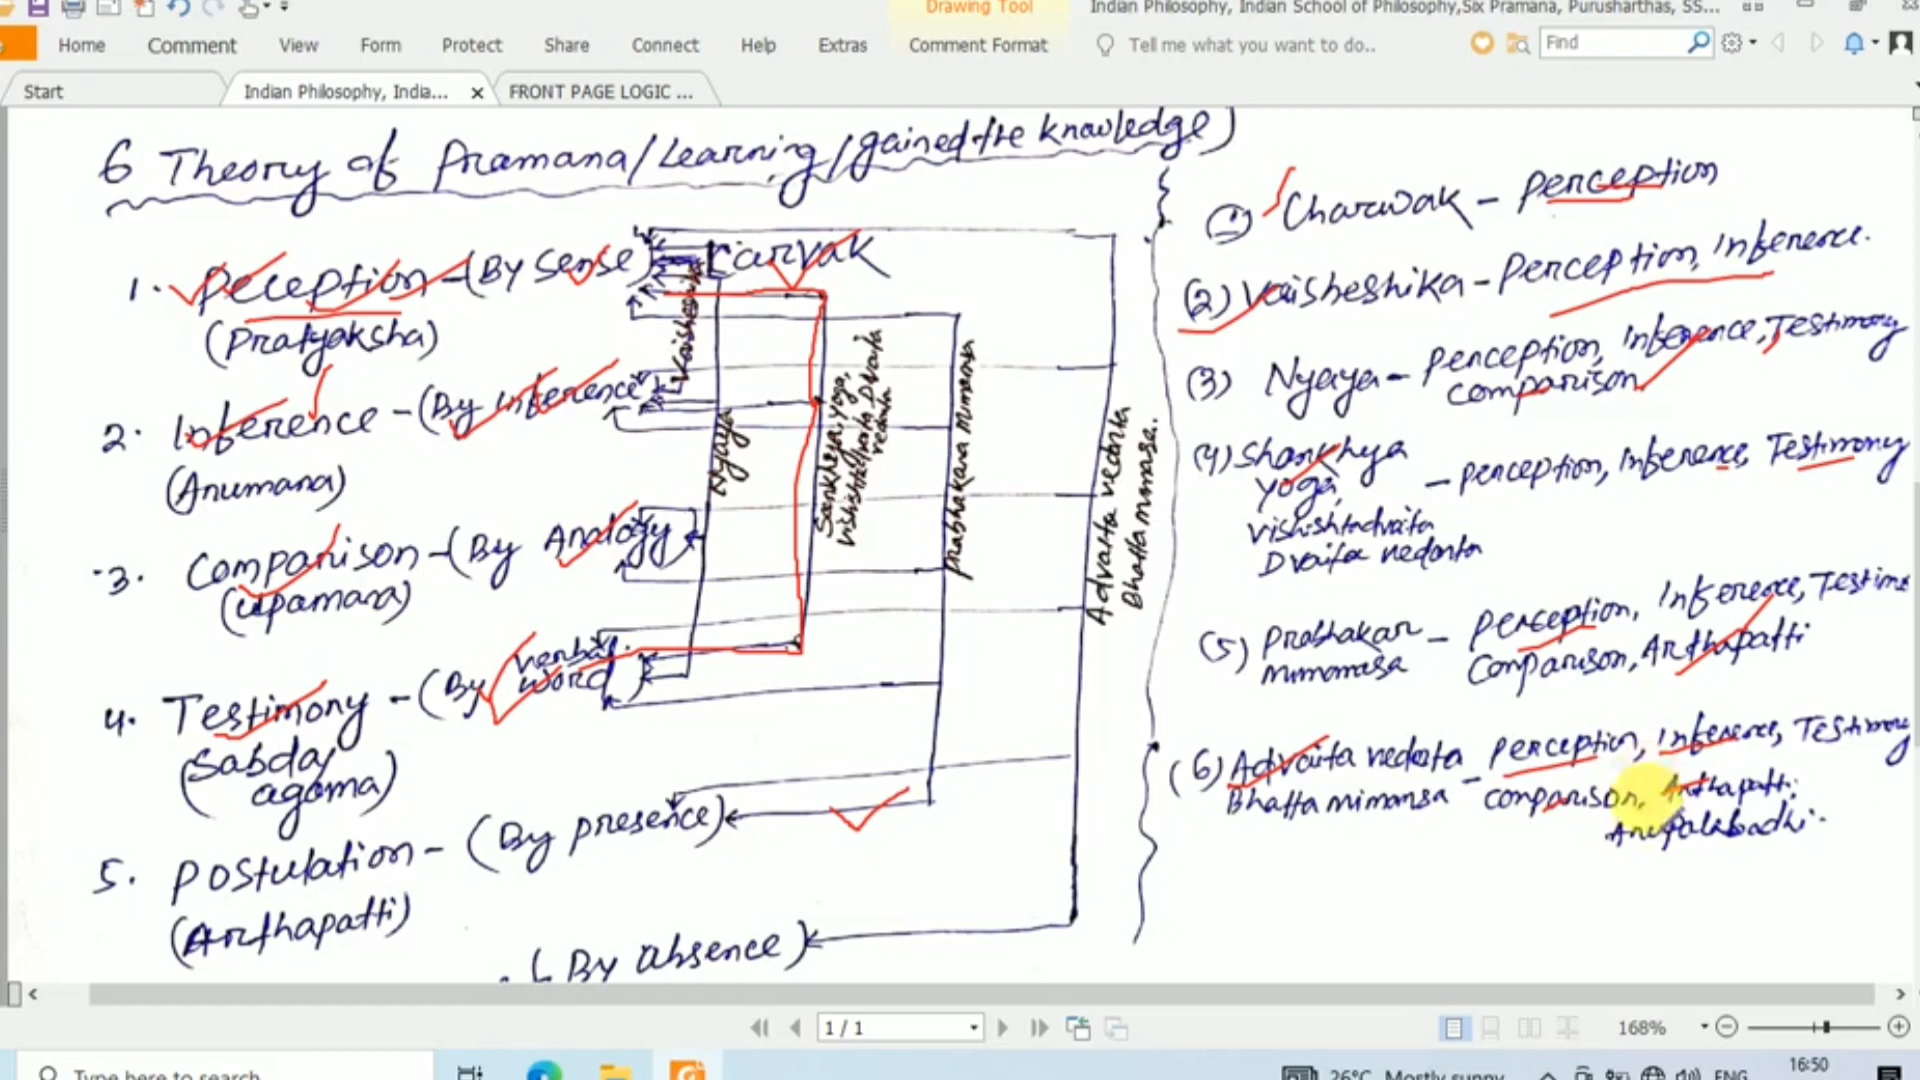 Drawing Tool
Indian Philosophy, Indian School of Philosophy,Six Pramana, Purusharthas, SS...
Home Comment View Form Protect Share Connect Help Extras Comment Format Tell me what you want to do.. Find
Start Indian Philosophy, India... x FRONT PAGE LOGIC ...
6 Theory of Pramana/Learning/gained the knowledge)
1. Peception - (By Sense) Carvak
(Pratyaksha)
2. Inference - (By Inference)
(Anumana)
3. Comparison - (By Analogy)
(upamana)
4. Testimony - (By verbal word)
(Sabda/
agama)
5. Postulation - (By presence)
(Arthapatti)
(By absence)
Vaisheshika
Nyaya
Sankheya, yoga,
Vishishtadvaita Dvaita
vedanta
Prabhakara mimansa
Advaita vedanta
Bhatta mimansa.
(1) Charwak - Perception
(2) Vaisheshika - Perception, Inference.
(3) Nyaya - Perception, Inference, Testimony
comparison
(4) Shankhya
yoga, - perception, Inference, Testimony
vishishtadvaita
Dvaita vedanta
(5) Prabhakar - Perception, Inference, Testimo
mimamasa Comparison, Arthapatti
(6) Advaita vedanta - Perception, Inference, Testimony
Bhatta mimansa comparison, Arthapatti,
Anupalabadhi.
1 / 1
168%
Type here to search
26°C Mostly sunny
ENG
16:50